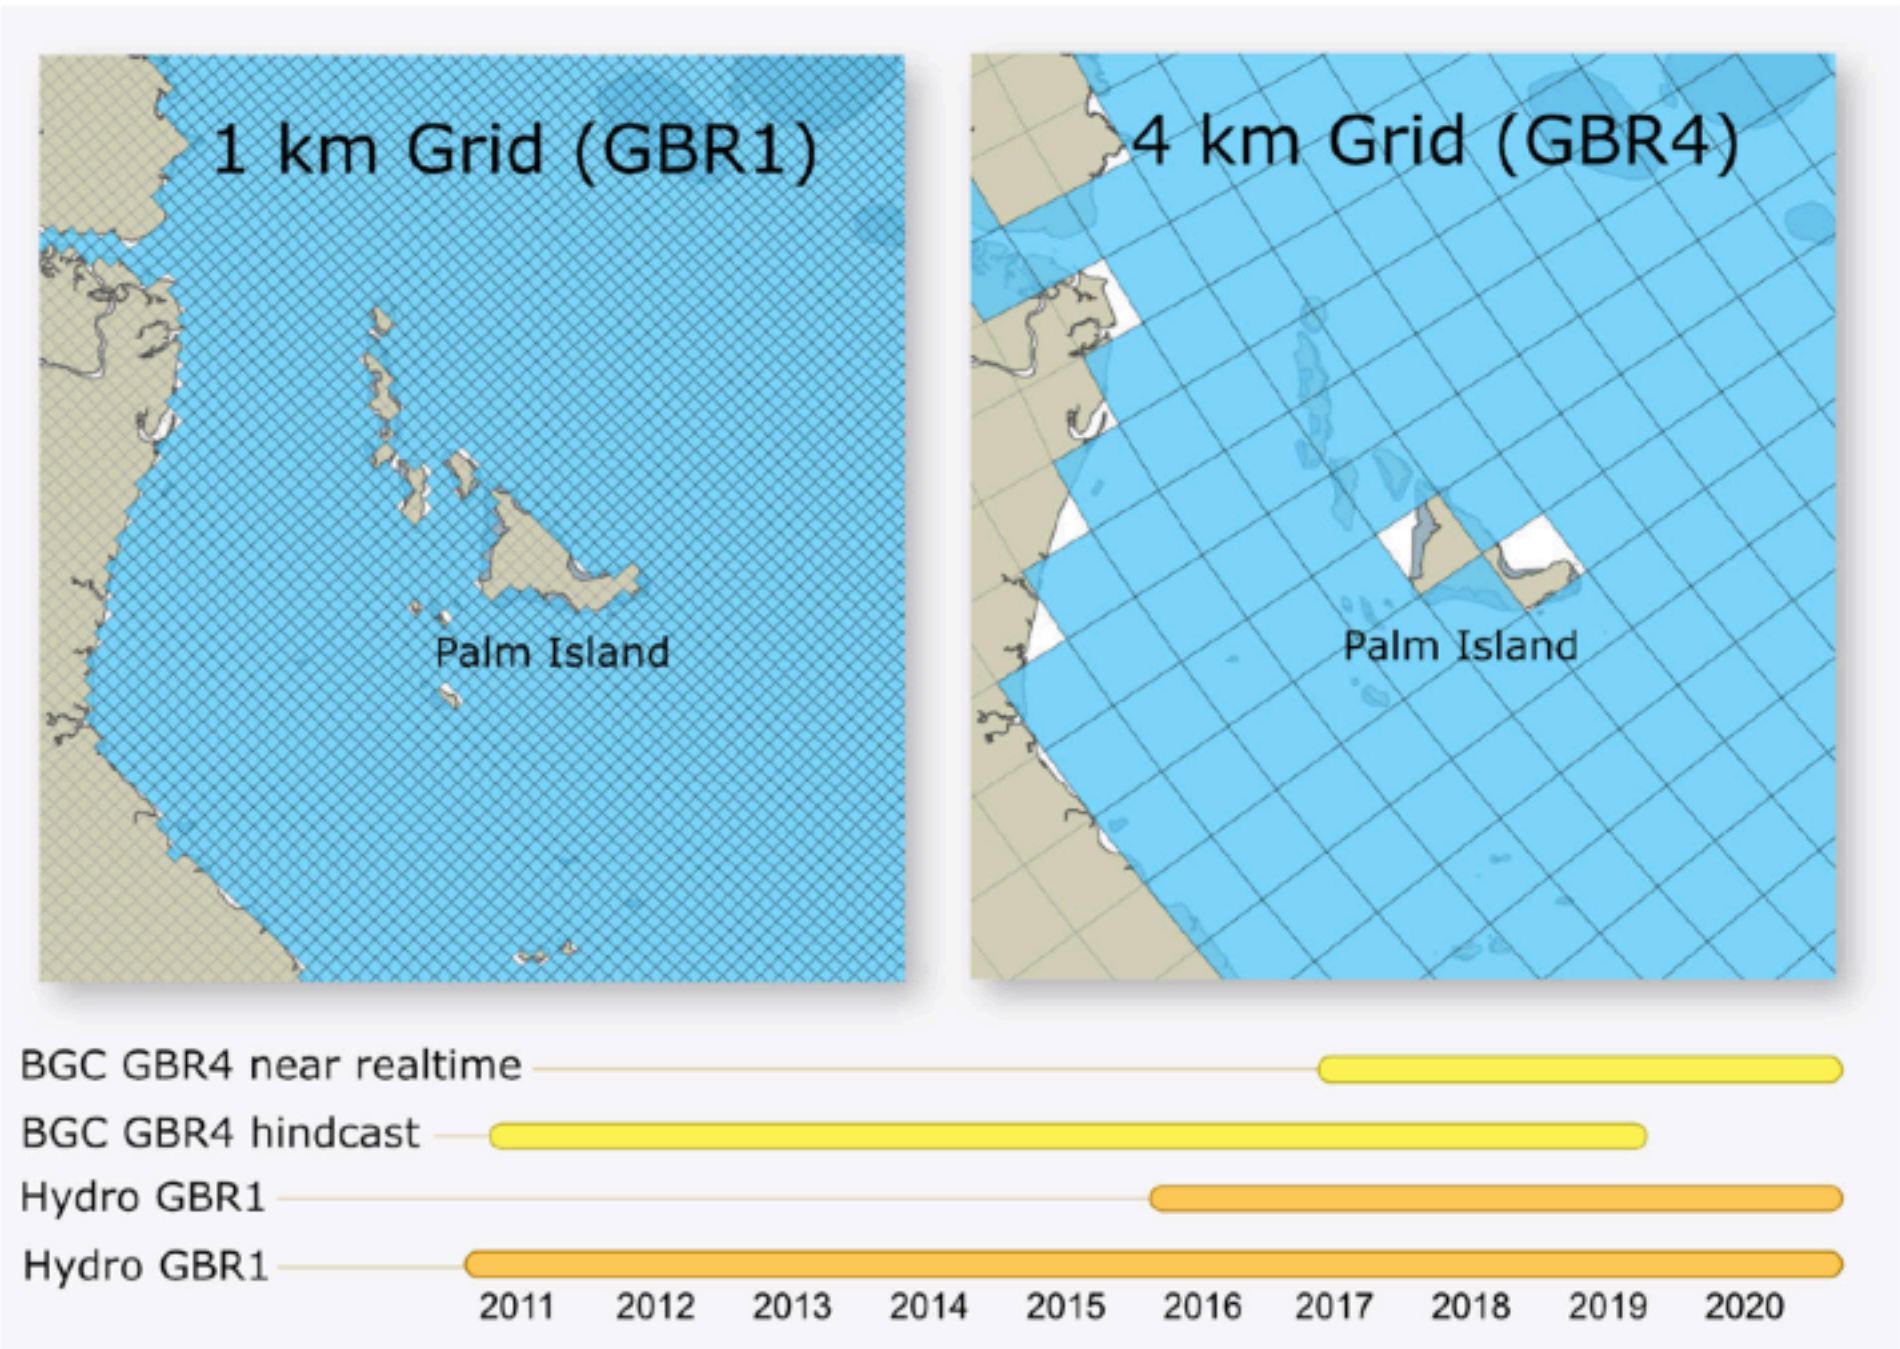 1 km Grid (GBR1)
4 km Grid (GBR4)
Palm Island
Palm Island
BGC GBR4 near realtime
BGC GBR4 hindcast
Hydro GBR1
Hydro GBR1
2011 2012 2013 2014 2015 2016 2017 2018 2019 2020